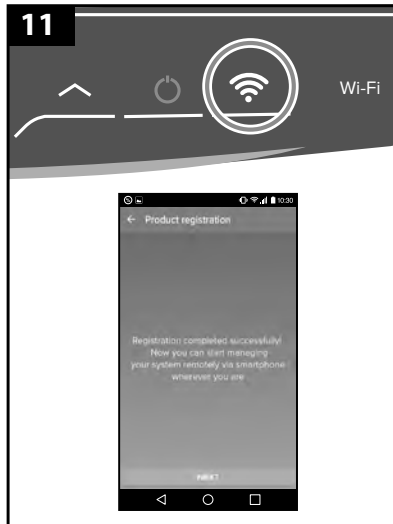 11
Wi-Fi
10:30
Product registration
Registration completed successfully!
Now you can start managing
your system remotely via smartphone
wherever you are
NEXT